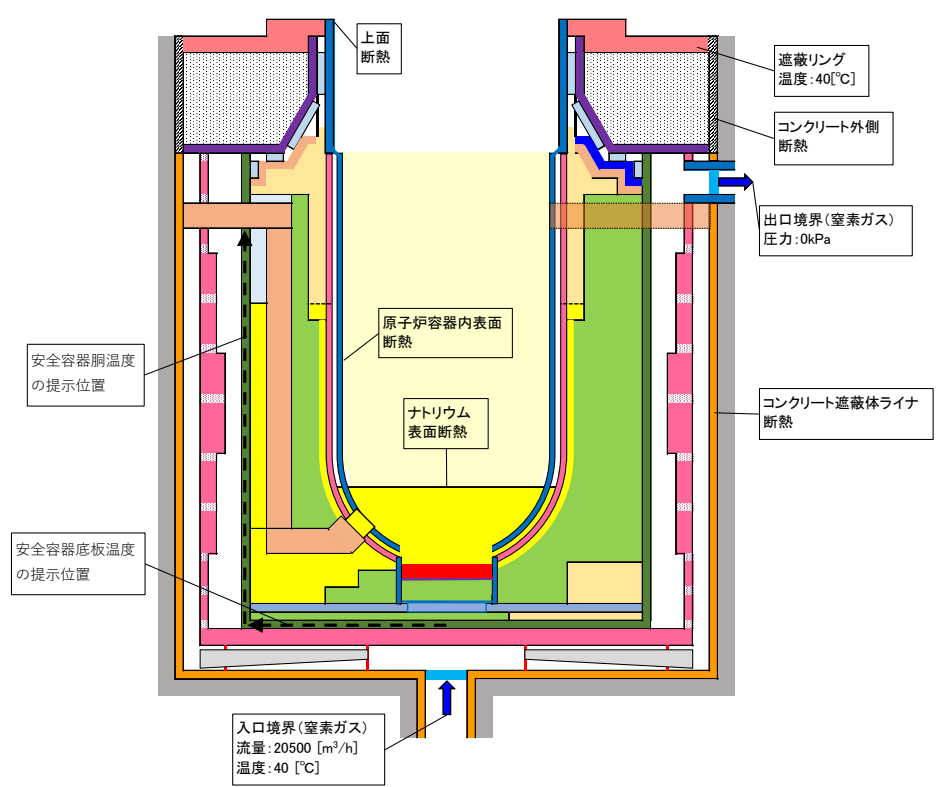 上面
断熱
遮蔽リング
温度:40[℃]
コンクリート外側
断熱
出口境界(窒素ガス)
圧力:0kPa
原子炉容器内表面
断熱
安全容器胴温度
の提示位置
ナトリウム
表面断熱
コンクリート遮蔽体ライナ
断熱
安全容器底板温度
の提示位置
入口境界(窒素ガス)
流量:20500 [m³/h]
温度:40 [℃]